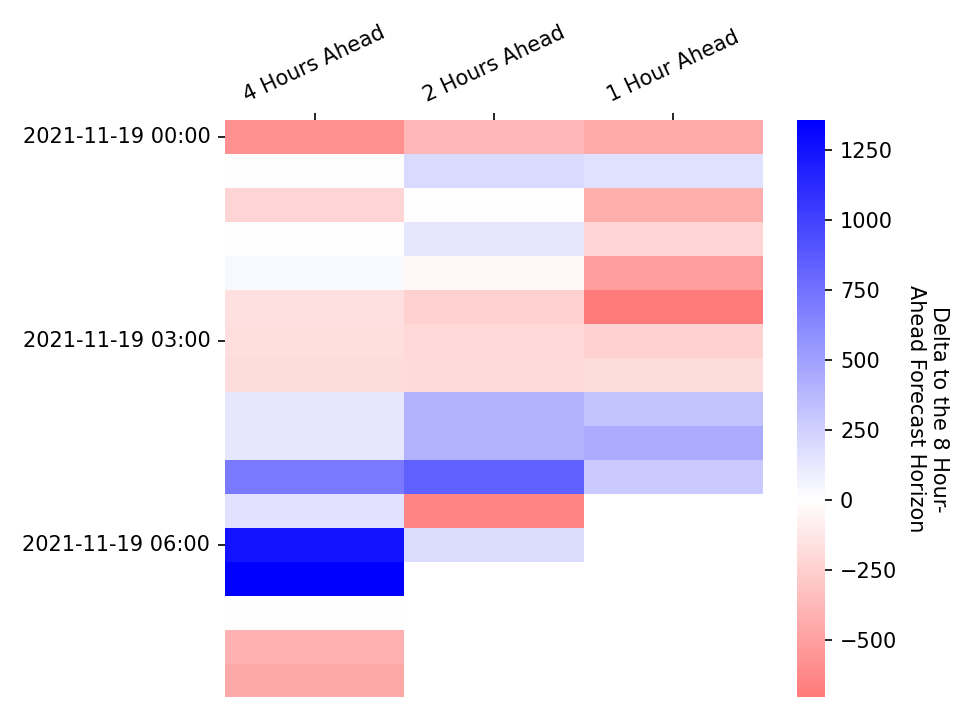 4 Hours Ahead
2 Hours Ahead
1 Hour Ahead
2021-11-19 00:00
2021-11-19 03:00
2021-11-19 06:00
1250
1000
750
500
250
0
−250
−500
Delta to the 8 Hour-
Ahead Forecast Horizon